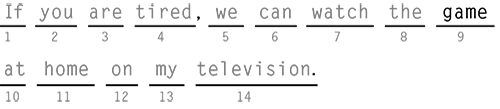 If you are tired, we can watch the game
1 2 3 4 5 6 7 8 9
at home on my television.
10 11 12 13 14